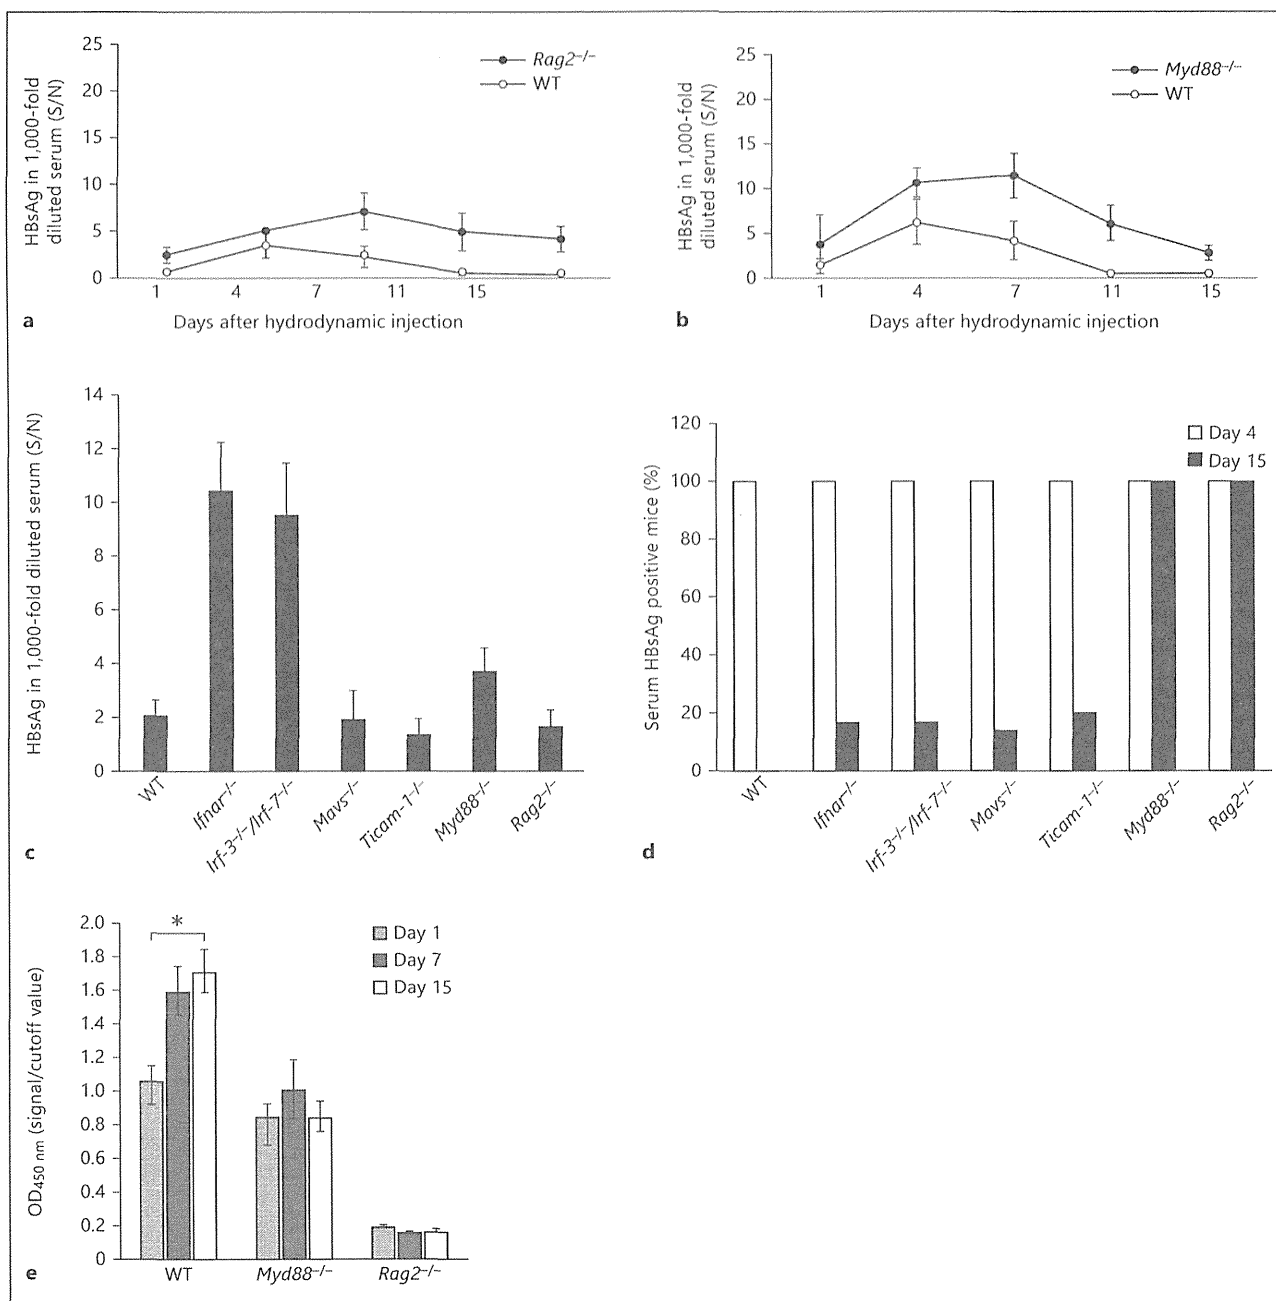 25
20
15
10
5
0
HBsAg in 1,000-fold
diluted serum (S/N)
Rag2–/–
WT
1 4 7 11 15
Days after hydrodynamic injection
a
25
20
15
10
5
0
HBsAg in 1,000-fold
diluted serum (S/N)
Myd88–/–
WT
1 4 7 11 15
Days after hydrodynamic injection
b
14
12
10
8
6
4
2
0
HBsAg in 1,000-fold diluted serum (S/N)
WT
Ifnar–/–
Irf-3–/–/Irf-7–/–
Mavs–/–
Ticam-1–/–
Myd88–/–
Rag2–/–
c
120
100
80
60
40
20
0
Serum HBsAg positive mice (%)
Day 4
Day 15
WT
Ifnar–/–
Irf-3–/–/Irf-7–/–
Mavs–/–
Ticam-1–/–
Myd88–/–
Rag2–/–
d
2.0
1.8
1.6
1.4
1.2
1.0
0.8
0.6
0.4
0.2
0
OD450 nm (signal/cutoff value)
*
Day 1
Day 7
Day 15
WT Myd88–/– Rag2–/–
e